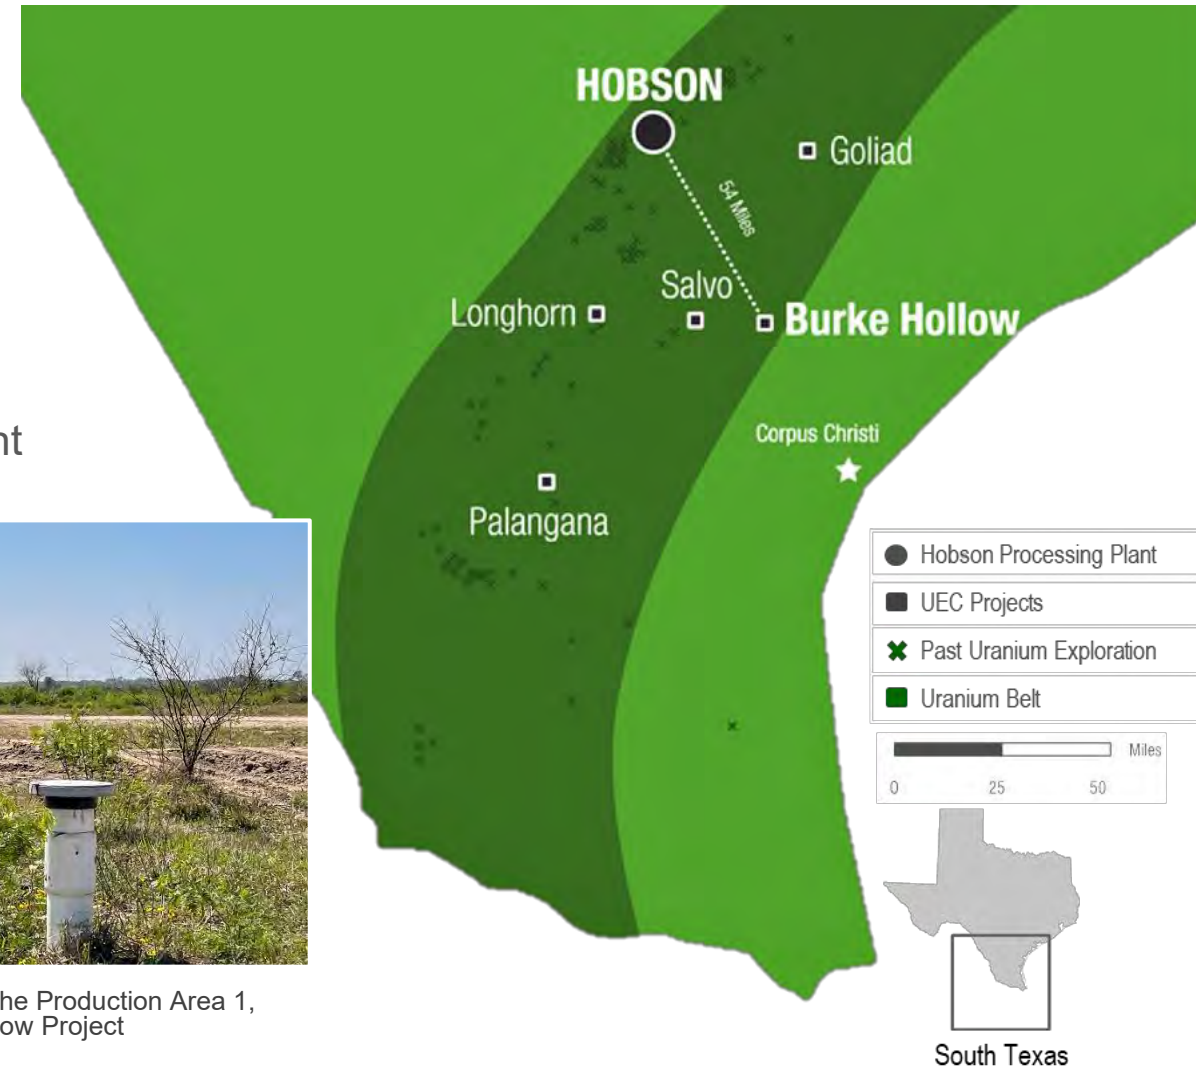 HOBSON
Goliad
54 Miles
Salvo
Longhorn
Burke Hollow
Corpus Christi
nt
Palangana
Hobson Processing Plant
UEC Projects
Past Uranium Exploration
Uranium Belt
Miles
0 25 50
he Production Area 1,
ow Project
South Texas